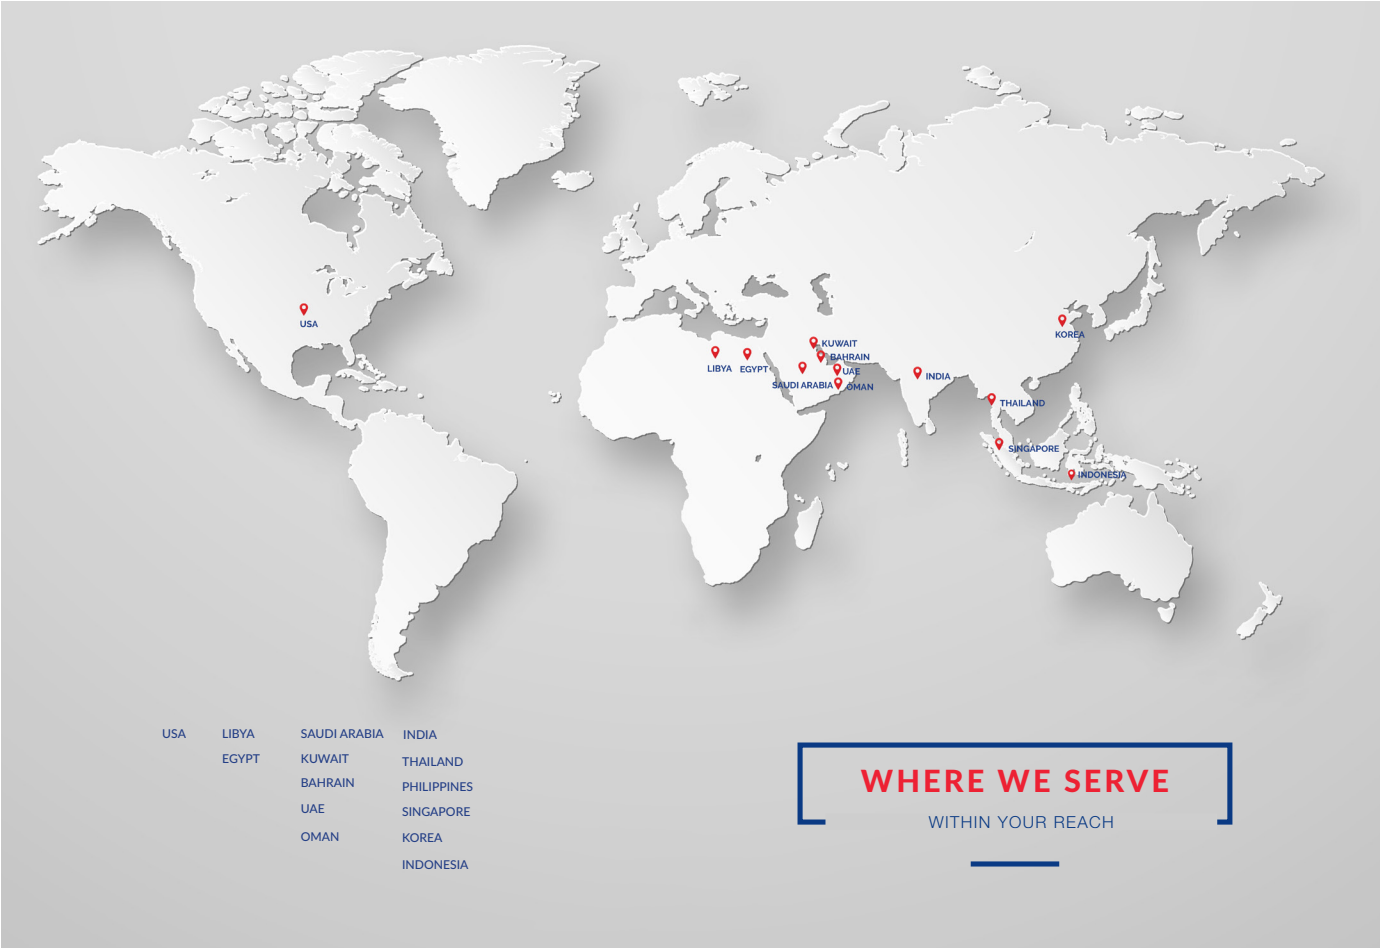 USA
KOREA
KUWAIT
BAHRAIN
LIBYA
EGYPT
UAE
INDIA
SAUDI ARABIA
OMAN
THAILAND
SINGAPORE
INDONESIA
USA
LIBYA
EGYPT
SAUDI ARABIA
KUWAIT
BAHRAIN
UAE
OMAN
INDIA
THAILAND
PHILIPPINES
SINGAPORE
KOREA
INDONESIA
WHERE WE SERVE
WITHIN YOUR REACH